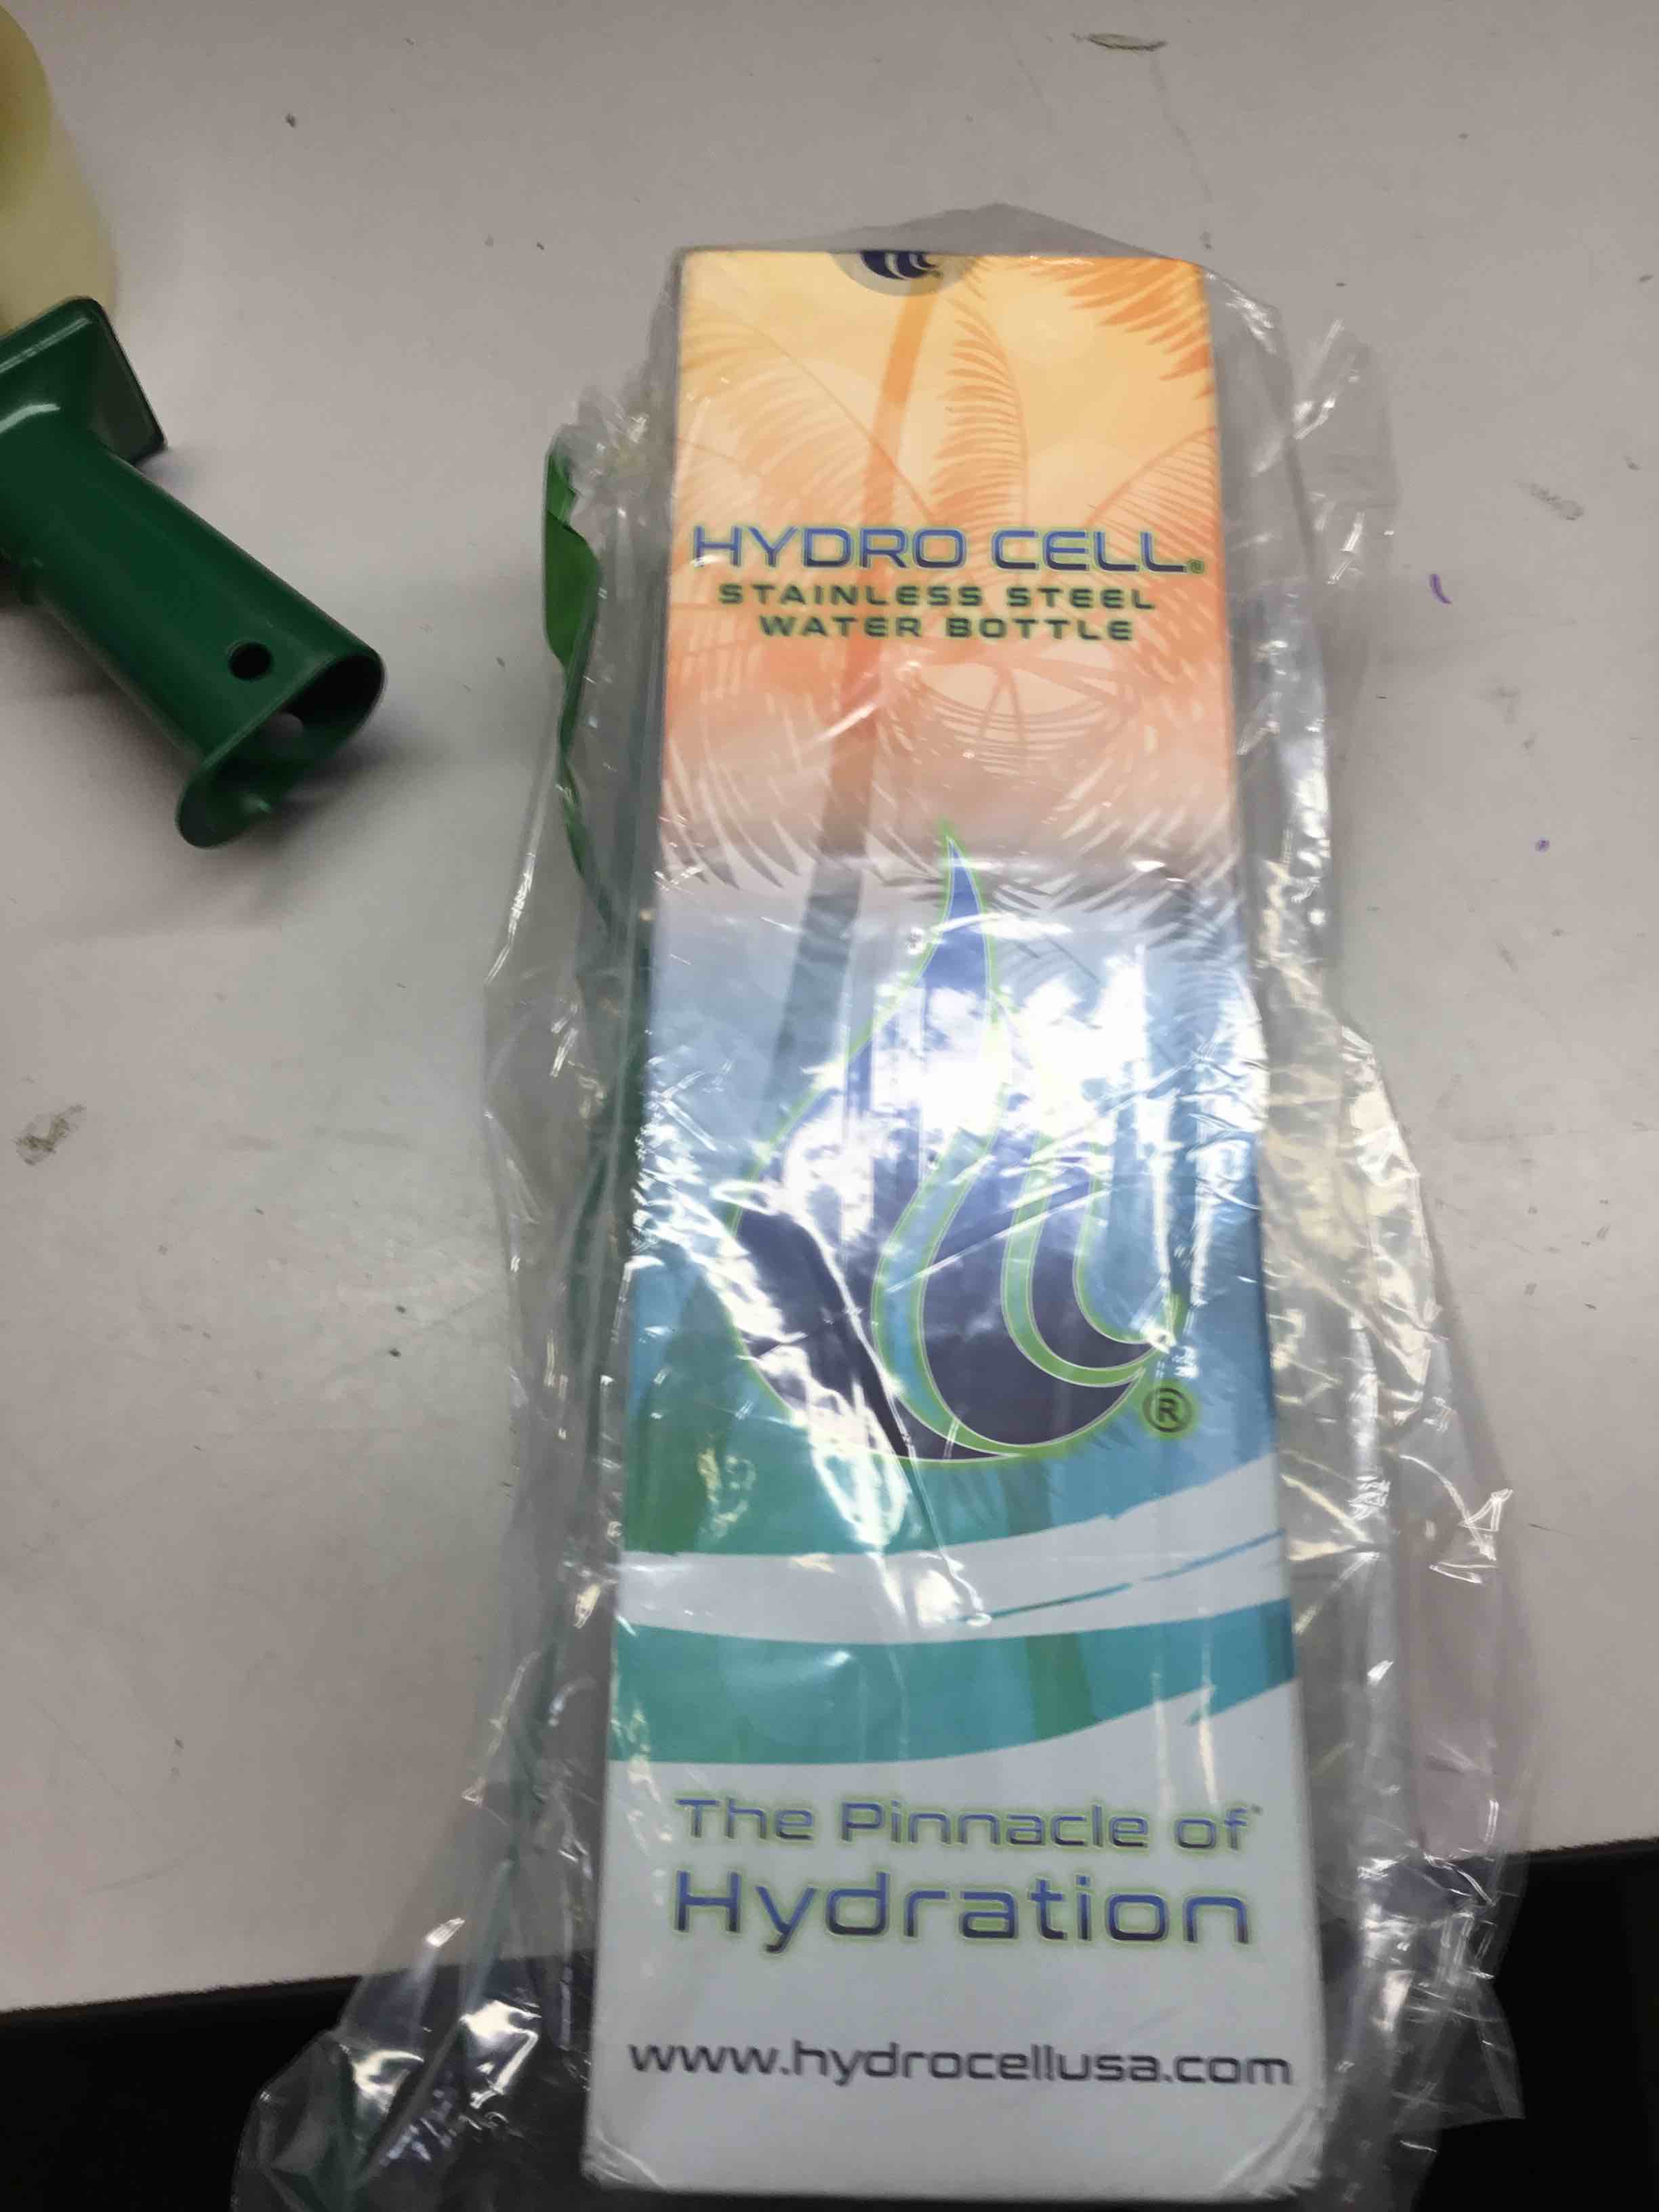 HYDRO CELL®
STAINLESS STEEL
WATER BOTTLE
®
The Pinnacle of
Hydration
www.hydrocellusa.com